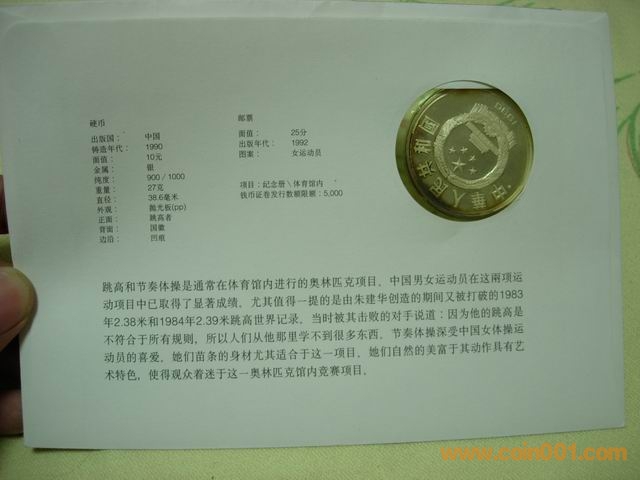 硬币
出版国： 中国
铸造年代： 1990
面值： 10元
金属： 银
纯度： 900/1000
重量： 27克
直径： 38.6毫米
外观： 抛光板(pp)
正面： 跳高者
背面： 国徽
边沿： 凹痕
邮票
面值： 25分
出版年代： 1992
图案： 女运动员
项目：纪念册\体育馆内
钱币证卷发行数额限额：5,000
中華人民共和国
1990
跳高和节奏体操是通常在体育馆内进行的奥林匹克项目。中国男女运动员在这兩项运
动项目中已取得了显著成绩。尤其值得一提的是由朱建华创造的期间又被打破的1983
年2.38米和1984年2.39米跳高世界记录。当时被其击败的对手说道：因为他的跳高是
不符合于所有规则，所以人们从他那里学不到很多东西。节奏体操深受中国女体操运
动员的喜爱。她们苗条的身材尤其适合于这一项目。她们自然的美富于其动作具有艺
术特色，使得观众着迷于这一奥林匹克馆内竞赛项目。
www.coin001.com